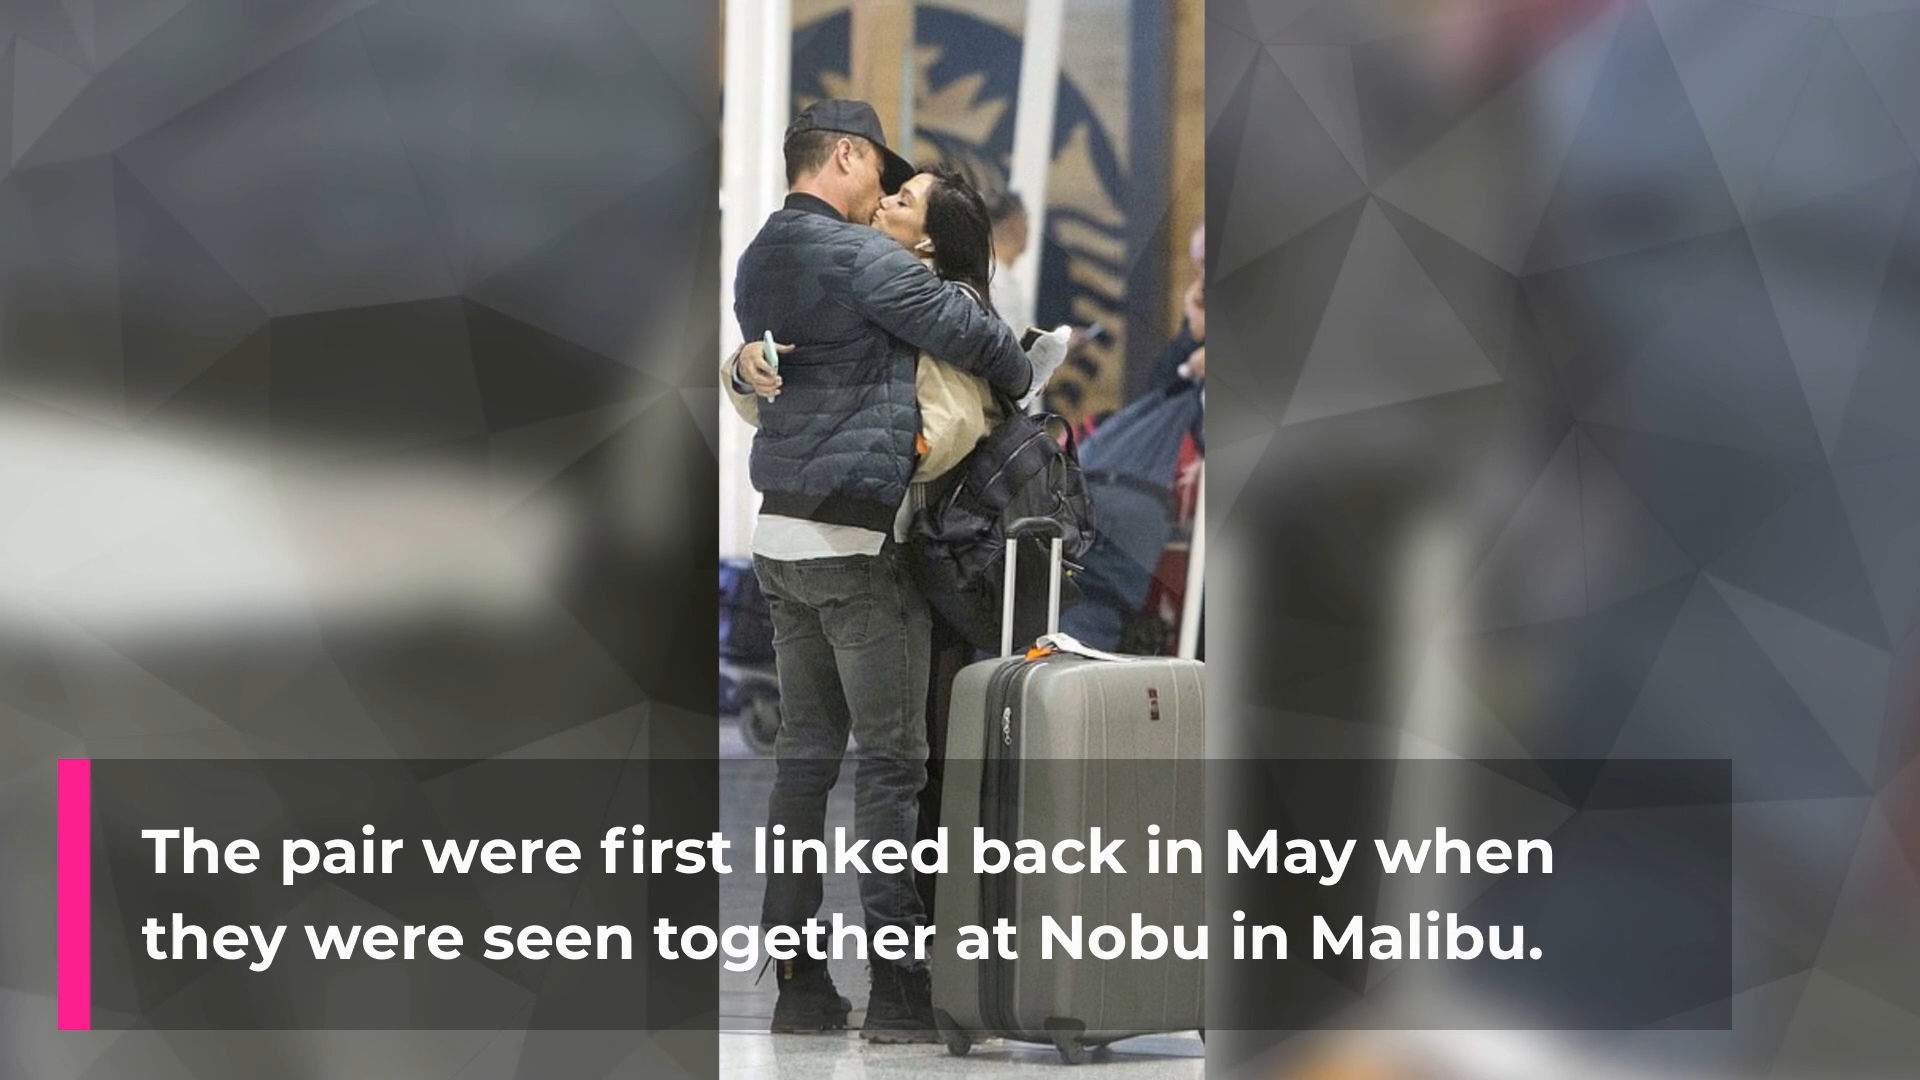 The pair were first linked back in May when
they were seen together at Nobu in Malibu.